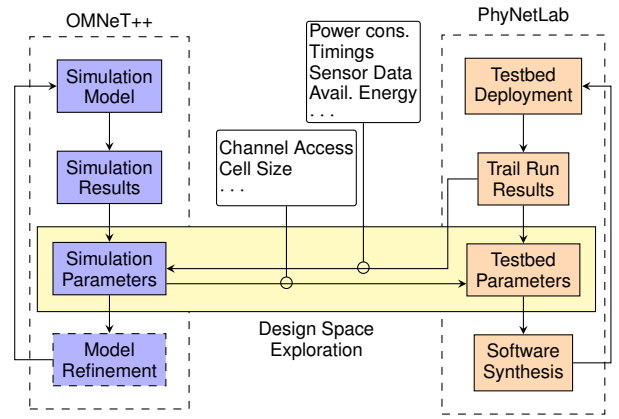 OMNeT++
PhyNetLab
Power cons.
Timings
Sensor Data
Avail. Energy
. . .
Simulation
Model
Testbed
Deployment
Channel Access
Cell Size
. . .
Simulation
Results
Trail Run
Results
Simulation
Parameters
Testbed
Parameters
Design Space
Exploration
Model
Refinement
Software
Synthesis